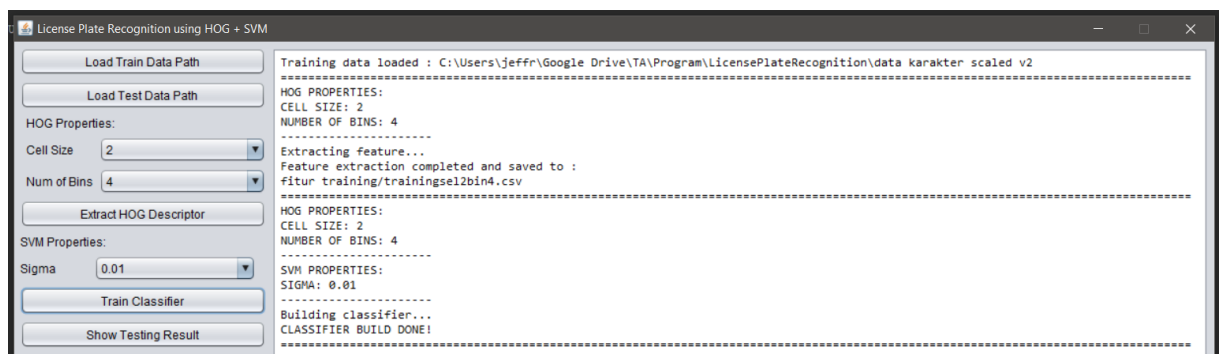 License Plate Recognition using HOG + SVM
Load Train Data Path
Load Test Data Path
HOG Properties:
Cell Size 2
Num of Bins 4
Extract HOG Descriptor
SVM Properties:
Sigma 0.01
Train Classifier
Show Testing Result
Training data loaded : C:\Users\jeffr\Google Drive\TA\Program\LicensePlateRecognition\data karakter scaled v2
==========================================================================================
HOG PROPERTIES:
CELL SIZE: 2
NUMBER OF BINS: 4
----------------------
Extracting feature...
Feature extraction completed and saved to :
fitur training/trainingsel2bin4.csv
==========================================================================================
HOG PROPERTIES:
CELL SIZE: 2
NUMBER OF BINS: 4
----------------------
SVM PROPERTIES:
SIGMA: 0.01
----------------------
Building classifier...
CLASSIFIER BUILD DONE!
==========================================================================================